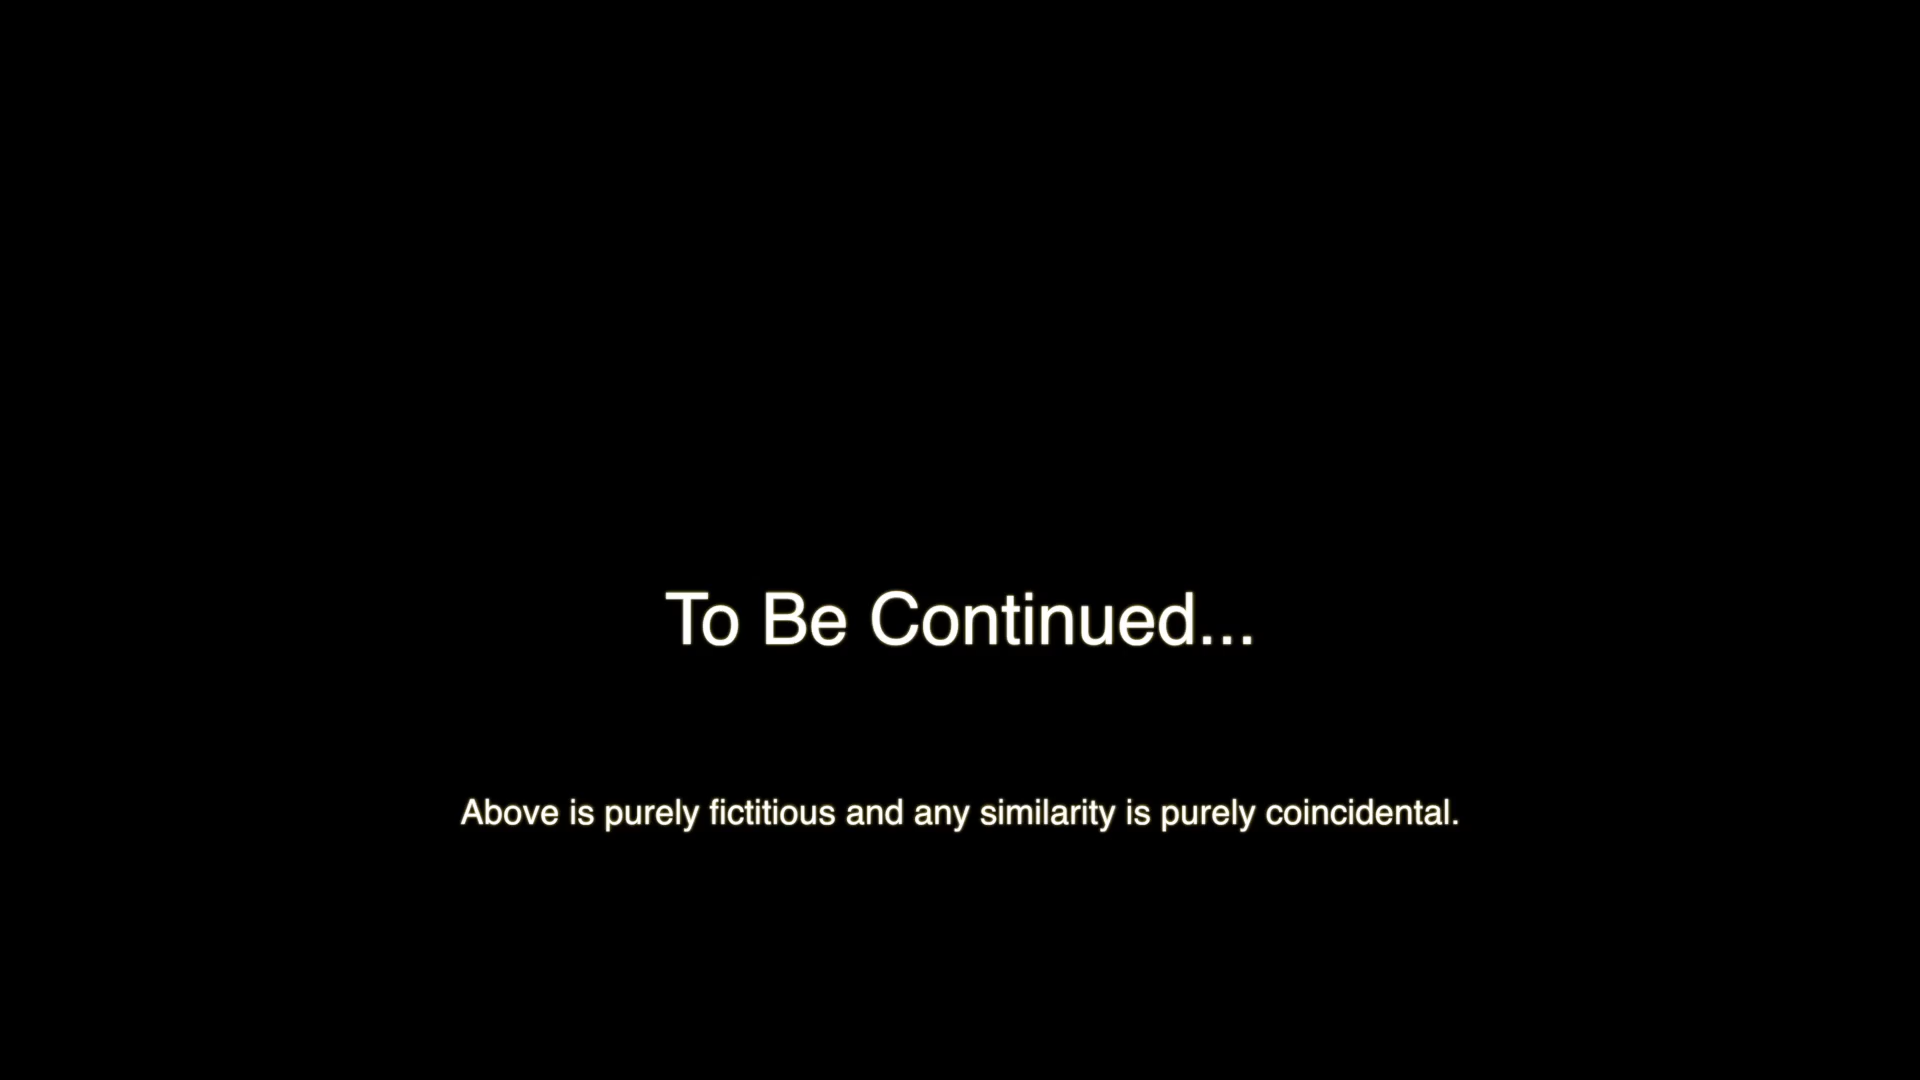 To Be Continued...
Above is purely fictitious and any similarity is purely coincidental.